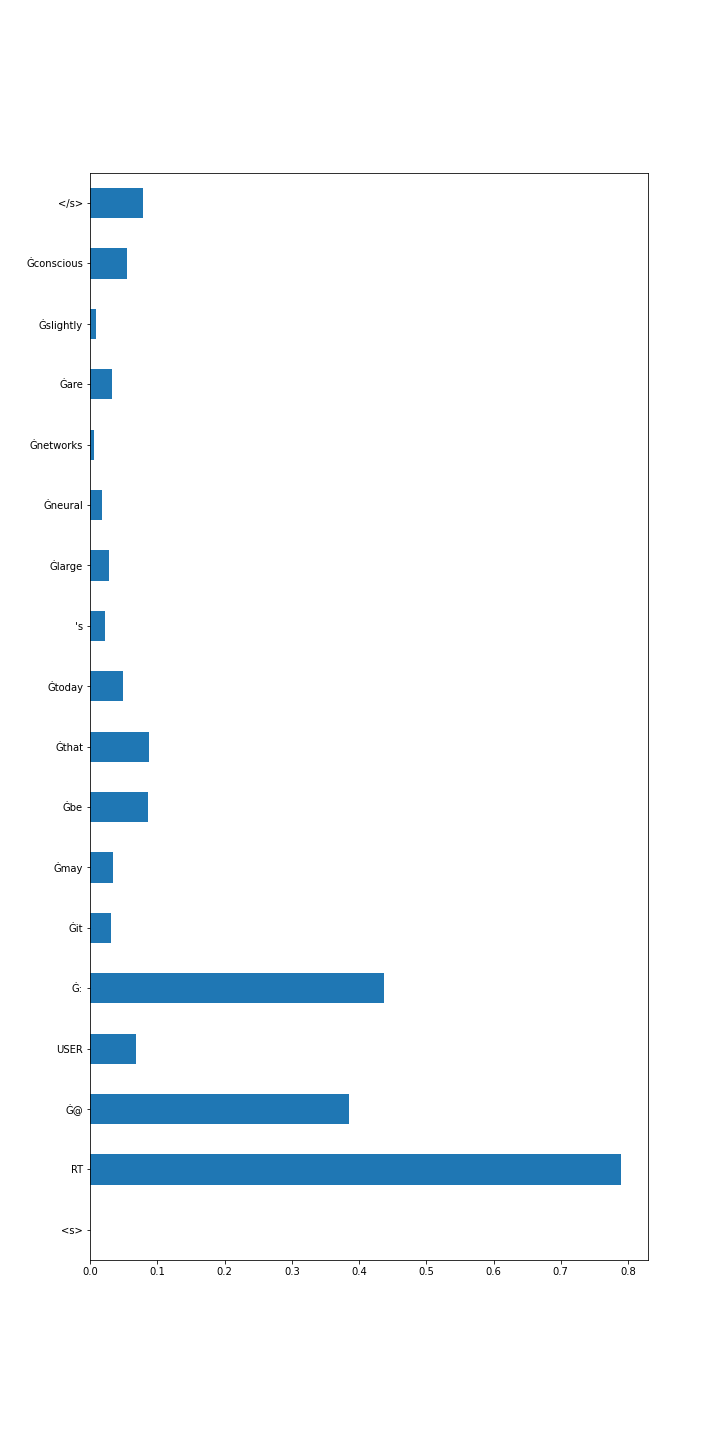 </s>
Ġconscious
Ġslightly
Ġare
Ġnetworks
Ġneural
Ġlarge
's
Ġtoday
Ġthat
Ġbe
Ġmay
Ġit
Ġ:
USER
Ġ@
RT
<s>
0.0 0.1 0.2 0.3 0.4 0.5 0.6 0.7 0.8